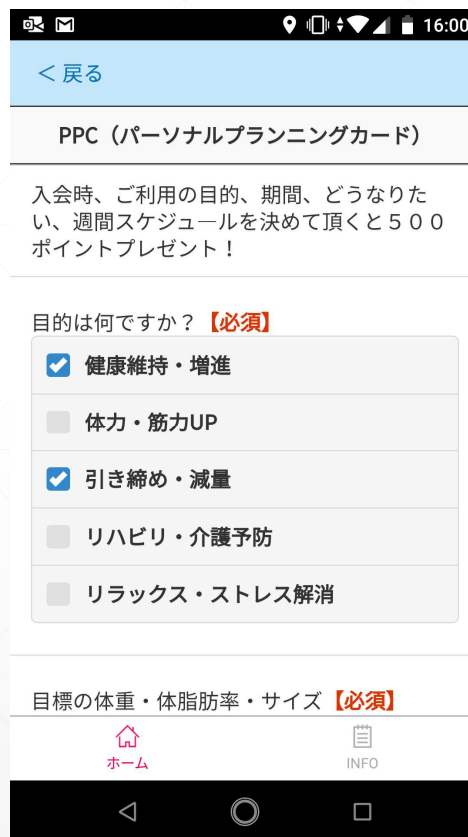 16:00
＜戻る
PPC（パーソナルプランニングカード）
入会時、ご利用の目的、期間、どうなりた
い、週間スケジュ―ルを決めて頂くと５００
ポイントプレゼント！
目的は何ですか？【必須】
健康維持・増進
体力・筋力UP
引き締め・減量
リハビリ・介護予防
リラックス・ストレス解消
目標の体重・体脂肪率・サイズ【必須】
ホーム
INFO